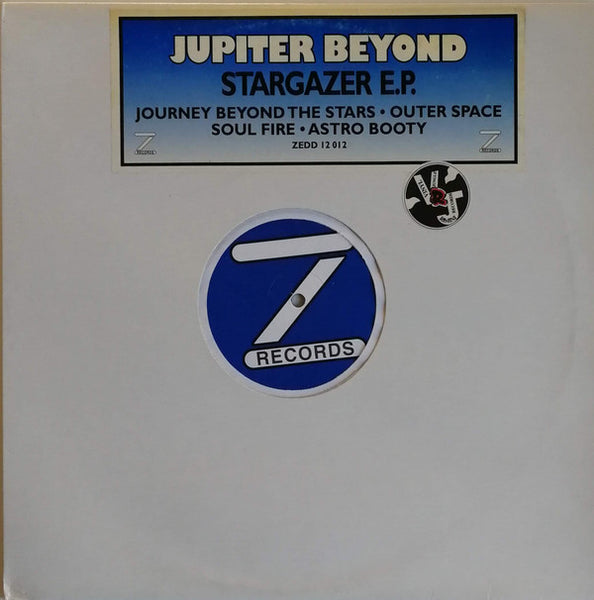 JUPITER BEYOND
STARGAZER E.P.
JOURNEY BEYOND THE STARS • OUTER SPACE
SOUL FIRE • ASTRO BOOTY
ZEDD 12 012
Z
RECORDS